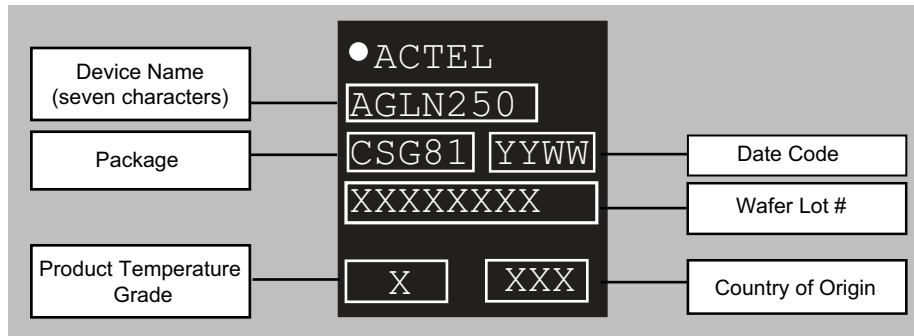 ACTEL
Device Name
(seven characters)
AGLN250
Package
CSG81 YYWW
Date Code
XXXXXXXX
Wafer Lot #
Product Temperature
Grade
X XXX
Country of Origin